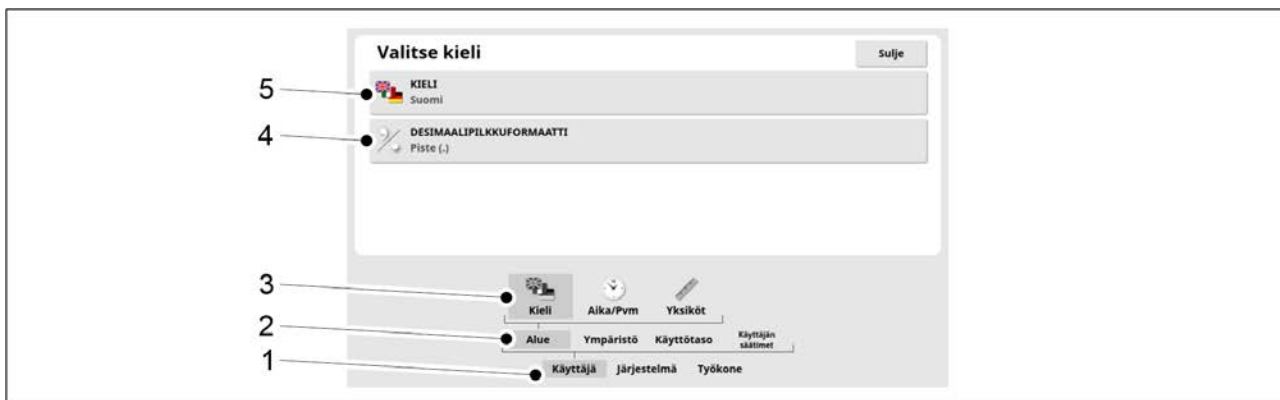 Valitse kieli Sulje
5 KIELI
Suomi
4 DESIMAALIPILKKUFORMAATTI
Piste (.)
3 Kieli Aika/Pvm Yksiköt
2 Alue Ympäristö Käyttötaso Käyttäjän
säätimet
1 Käyttäjä Järjestelmä Työkone